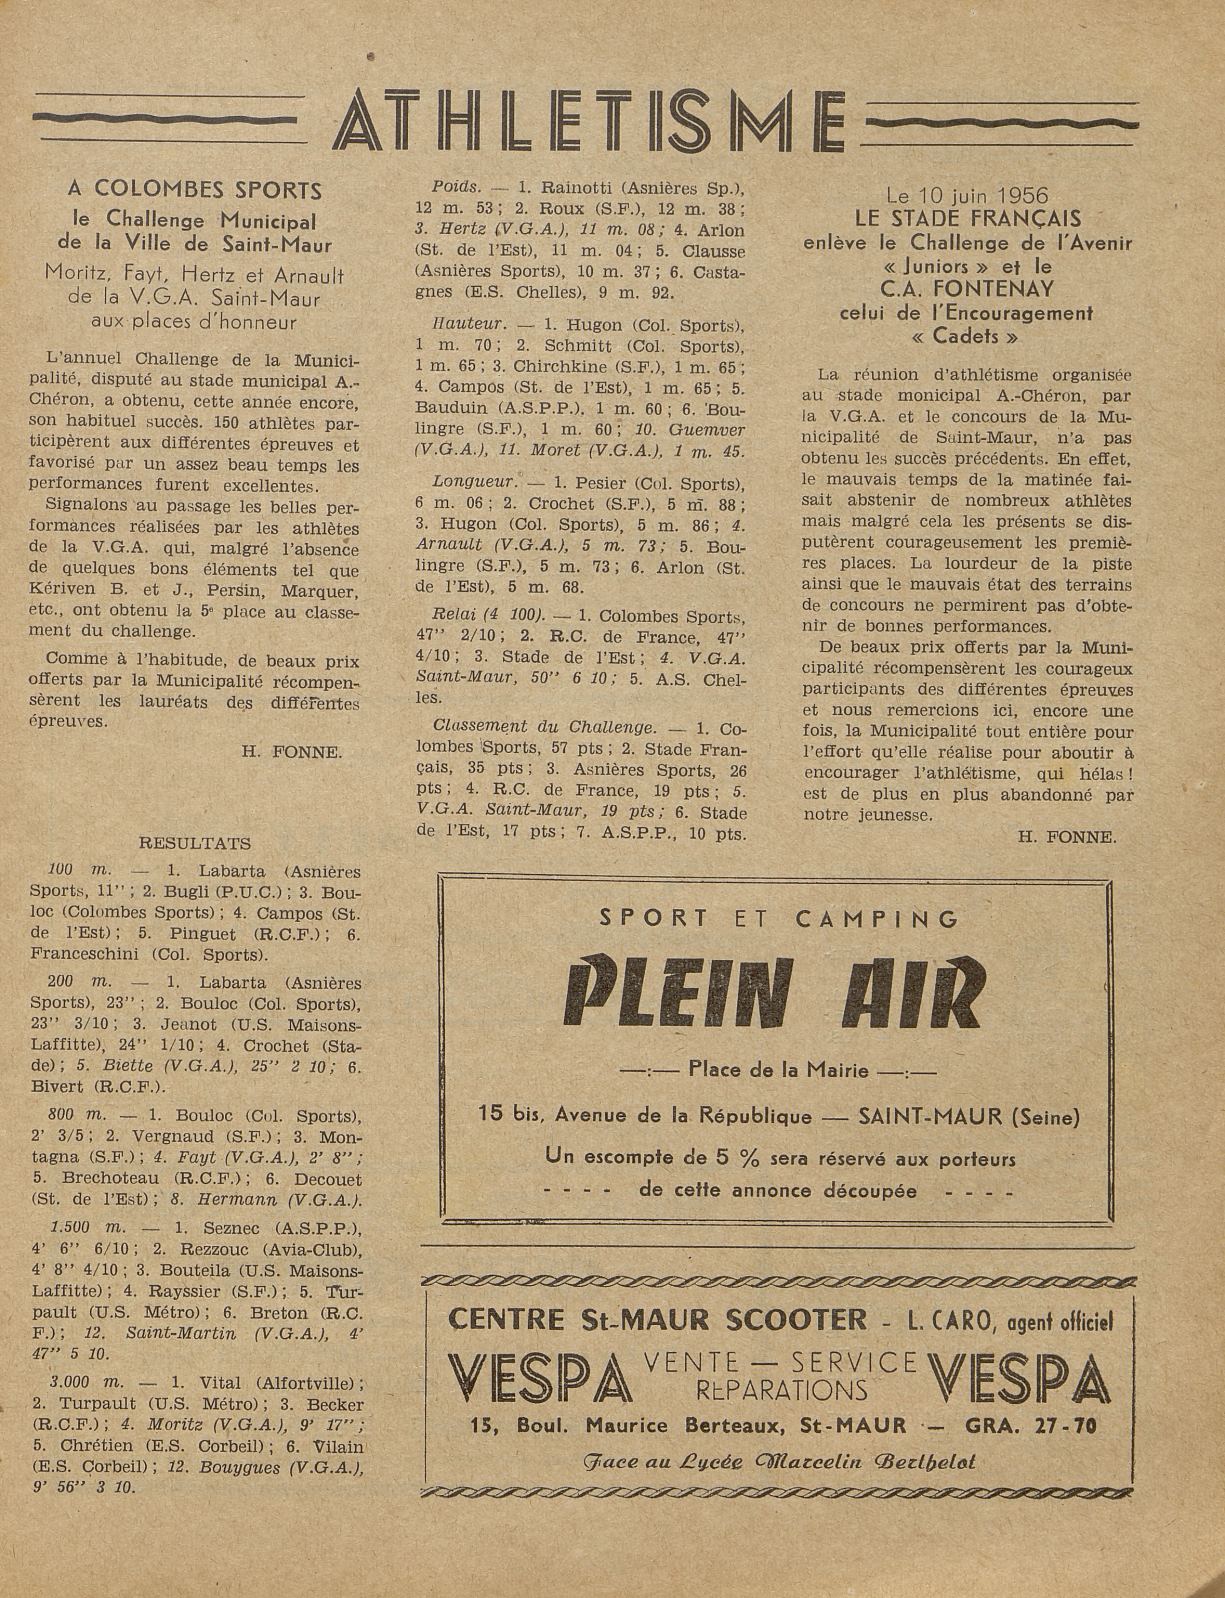 ATHLETISME
A COLOMBES SPORTS
le Challenge Municipal
de la Ville de Saint-Maur
Moritz, Fayt, Hertz et Arnault
de la V.G.A. Saint-Maur
aux places d'honneur
L'annuel Challenge de la Munici-
palité, disputé au stade municipal A.-
Chéron, a obtenu, cette année encore,
son habituel succès. 150 athlètes par-
ticipèrent aux différentes épreuves et
favorisé par un assez beau temps les
performances furent excellentes.
Signalons au passage les belles per-
formances réalisées par les athlètes
de la V.G.A. qui, malgré l'absence
de quelques bons éléments tel que
Kériven B. et J., Persin, Marquer,
etc., ont obtenu la 5e place au classe-
ment du challenge.
Comme à l'habitude, de beaux prix
offerts par la Municipalité récompen-
sèrent les lauréats des différentes
épreuves.
H. FONNE.
RESULTATS
100 m. — 1. Labarta (Asnières
Sports, 11'' ; 2. Bugli (P.U.C.) ; 3. Bou-
loc (Colombes Sports) ; 4. Campos (St.
de l'Est) ; 5. Pinguet (R.C.F.) ; 6.
Franceschini (Col. Sports).
200 m. — 1. Labarta (Asnières
Sports), 23'' ; 2. Bouloc (Col. Sports),
23'' 3/10 ; 3. Jeanot (U.S. Maisons-
Laffitte), 24'' 1/10 ; 4. Crochet (Sta-
de) ; 5. Biette (V.G.A.), 25'' 2 10 ; 6.
Bivert (R.C.F.).
800 m. — 1. Bouloc (Col. Sports),
2' 3/5 ; 2. Vergnaud (S.F.) ; 3. Mon-
tagna (S.F.) ; 4. Fayt (V.G.A.), 2' 8'' ;
5. Brechoteau (R.C.F.) ; 6. Decouet
(St. de l'Est) ; 8. Hermann (V.G.A.).
1.500 m. — 1. Seznec (A.S.P.P.),
4' 6'' 6/10 ; 2. Rezzouc (Avia-Club),
4' 8'' 4/10 ; 3. Bouteila (U.S. Maisons-
Laffitte) ; 4. Rayssier (S.F.) ; 5. Tur-
pault (U.S. Métro) ; 6. Breton (R.C.
F.) ; 12. Saint-Martin (V.G.A.), 4'
47'' 5 10.
3.000 m. — 1. Vital (Alfortville) ;
2. Turpault (U.S. Métro) ; 3. Becker
(R.C.F.) ; 4. Moritz (V.G.A.), 9' 17'' ;
5. Chrétien (E.S. Corbeil) ; 6. Vilain
(E.S. Corbeil) ; 12. Bouygues (V.G.A.),
9' 56'' 3 10.
Poids. — 1. Rainotti (Asnières Sp.),
12 m. 53 ; 2. Roux (S.F.), 12 m. 38 ;
3. Hertz (V.G.A.), 11 m. 08 ; 4. Arlon
(St. de l'Est), 11 m. 04 ; 5. Clausse
(Asnières Sports), 10 m. 37 ; 6. Casta-
gnes (E.S. Chelles), 9 m. 92.
Hauteur. — 1. Hugon (Col. Sports),
1 m. 70 ; 2. Schmitt (Col. Sports),
1 m. 65 ; 3. Chirchkine (S.F.), 1 m. 65 ;
4. Campos (St. de l'Est), 1 m. 65 ; 5.
Bauduin (A.S.P.P.), 1 m. 60 ; 6. Bou-
lingre (S.F.), 1 m. 60 ; 10. Guemver
(V.G.A.), 11. Moret (V.G.A.), 1 m. 45.
Longueur. — 1. Pesier (Col. Sports),
6 m. 06 ; 2. Crochet (S.F.), 5 m. 88 ;
3. Hugon (Col. Sports), 5 m. 86 ; 4.
Arnault (V.G.A.), 5 m. 73 ; 5. Bou-
lingre (S.F.), 5 m. 73 ; 6. Arlon (St.
de l'Est), 5 m. 68.
Relai (4 100). — 1. Colombes Sports,
47'' 2/10 ; 2. R.C. de France, 47''
4/10 ; 3. Stade de l'Est ; 4. V.G.A.
Saint-Maur, 50'' 6 10 ; 5. A.S. Chel-
les.
Classement du Challenge. — 1. Co-
lombes Sports, 57 pts ; 2. Stade Fran-
çais, 35 pts ; 3. Asnières Sports, 26
pts ; 4. R.C. de France, 19 pts ; 5.
V.G.A. Saint-Maur, 19 pts ; 6. Stade
de l'Est, 17 pts ; 7. A.S.P.P., 10 pts.
Le 10 juin 1956
LE STADE FRANÇAIS
enlève le Challenge de l'Avenir
« Juniors » et le
C.A. FONTENAY
celui de l'Encouragement
« Cadets »
La réunion d'athlétisme organisée
au stade monicipal A.-Chéron, par
la V.G.A. et le concours de la Mu-
nicipalité de Saint-Maur, n'a pas
obtenu les succès précédents. En effet,
le mauvais temps de la matinée fai-
sait abstenir de nombreux athlètes
mais malgré cela les présents se dis-
putèrent courageusement les premiè-
res places. La lourdeur de la piste
ainsi que le mauvais état des terrains
de concours ne permirent pas d'obte-
nir de bonnes performances.
De beaux prix offerts par la Muni-
cipalité récompensèrent les courageux
participants des différentes épreuves
et nous remercions ici, encore une
fois, la Municipalité tout entière pour
l'effort qu'elle réalise pour aboutir à
encourager l'athlétisme, qui hélas !
est de plus en plus abandonné par
notre jeunesse.
H. FONNE.
SPORT ET CAMPING
PLEIN AIR
—:— Place de la Mairie —:—
15 bis, Avenue de la République — SAINT-MAUR (Seine)
Un escompte de 5 % sera réservé aux porteurs
- - - - de cette annonce découpée - - - -
CENTRE St-MAUR SCOOTER - L. CARO, agent officiel
VESPA VENTE — SERVICE VESPA
REPARATIONS
15, Boul. Maurice Berteaux, St-MAUR — GRA. 27-70
Face au Lycée Marcelin Berthelot